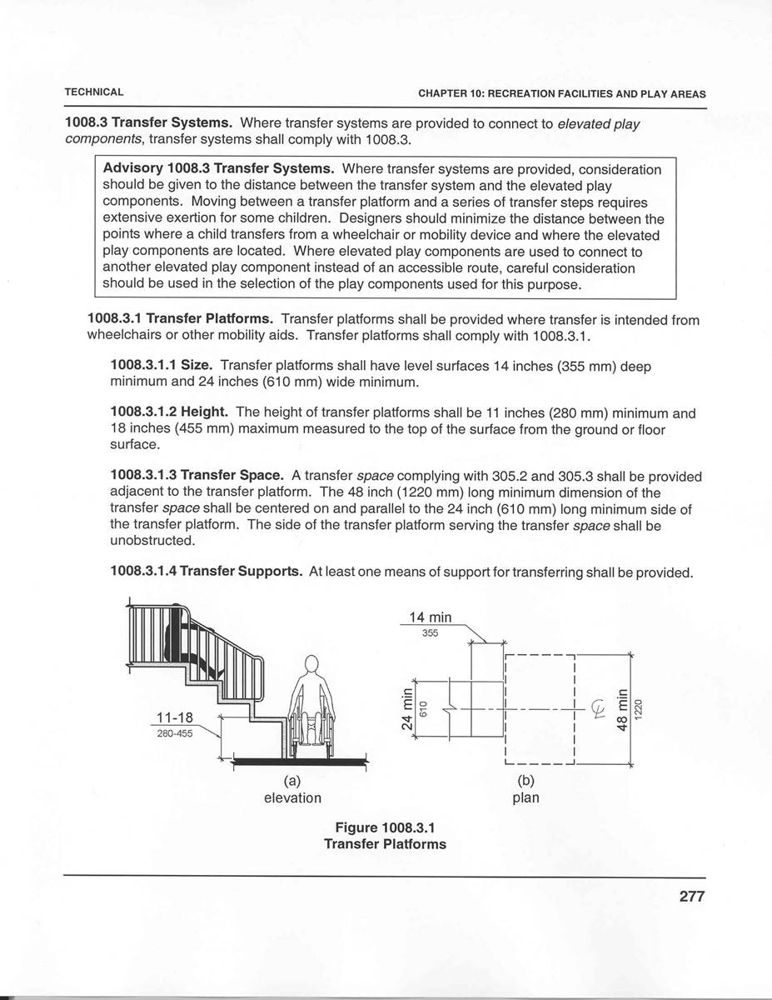 TECHNICAL
CHAPTER 10: RECREATION FACILITIES AND PLAY AREAS
1008.3 Transfer Systems. Where transfer systems are provided to connect to elevated play
components, transfer systems shall comply with 1008.3.
Advisory 1008.3 Transfer Systems. Where transfer systems are provided, consideration
should be given to the distance between the transfer system and the elevated play
components. Moving between a transfer platform and a series of transfer steps requires
extensive exertion for some children. Designers should minimize the distance between the
points where a child transfers from a wheelchair or mobility device and where the elevated
play components are located. Where elevated play components are used to connect to
another elevated play component instead of an accessible route, careful consideration
should be used in the selection of the play components used for this purpose.
1008.3.1 Transfer Platforms. Transfer platforms shall be provided where transfer is intended from
wheelchairs or other mobility aids. Transfer platforms shall comply with 1008.3.1.
1008.3.1.1 Size. Transfer platforms shall have level surfaces 14 inches (355 mm) deep
minimum and 24 inches (610 mm) wide minimum.
1008.3.1.2 Height. The height of transfer platforms shall be 11 inches (280 mm) minimum and
18 inches (455 mm) maximum measured to the top of the surface from the ground or floor
surface.
1008.3.1.3 Transfer Space. A transfer space complying with 305.2 and 305.3 shall be provided
adjacent to the transfer platform. The 48 inch (1220 mm) long minimum dimension of the
transfer space shall be centered on and parallel to the 24 inch (610 mm) long minimum side of
the transfer platform. The side of the transfer platform serving the transfer space shall be
unobstructed.
1008.3.1.4 Transfer Supports. At least one means of support for transferring shall be provided.
11-18
280-455
(a)
elevation
14 min
355
24 min
610
CL
48 min
1220
(b)
plan
Figure 1008.3.1
Transfer Platforms
277